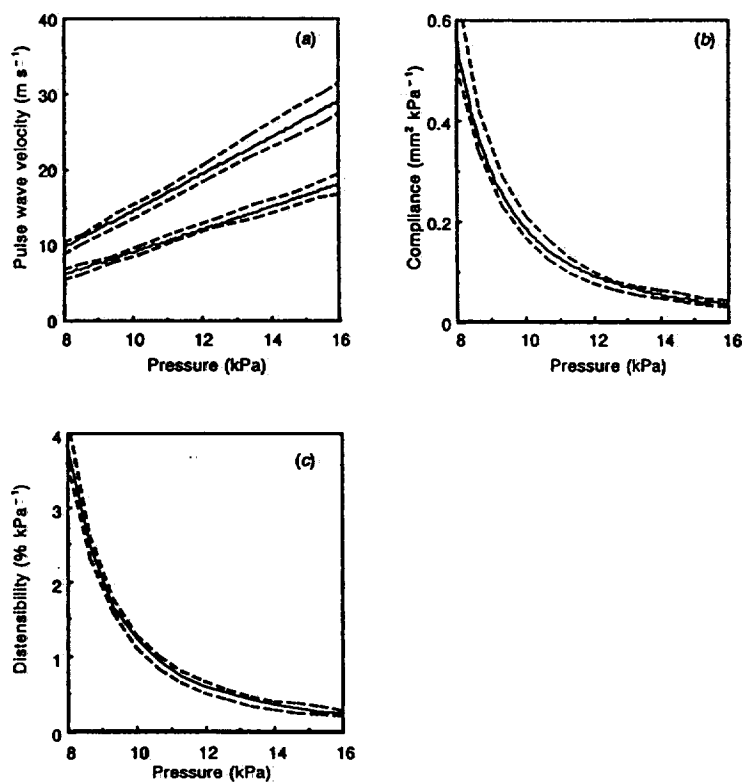 (a)
Pulse wave velocity (m s⁻¹)
40
30
20
10
0
8 10 12 14 16
Pressure (kPa)
(b)
Compliance (mm² kPa⁻¹)
0.6
0.4
0.2
0
8 10 12 14 16
Pressure (kPa)
(c)
Distensibility (% kPa⁻¹)
4
3
2
1
0
8 10 12 14 16
Pressure (kPa)